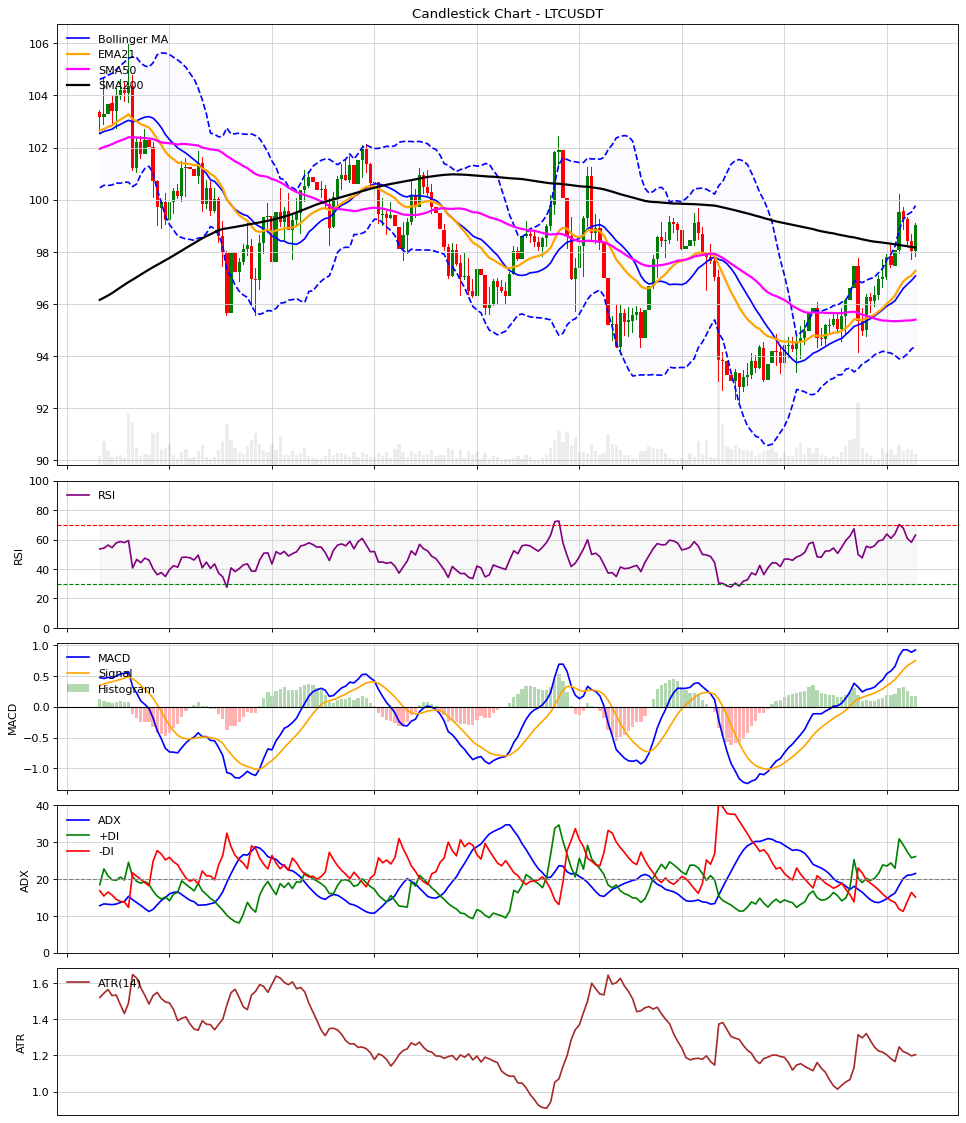 Candlestick Chart - LTCUSDT
Bollinger MA
EMA21
SMA50
SMA200
106
104
102
100
98
96
94
92
90
RSI
100
80
60
40
20
0
RSI
MACD
Signal
Histogram
1.0
0.5
0.0
−0.5
−1.0
MACD
ADX
+DI
-DI
40
30
20
10
0
ADX
ATR(14)
1.6
1.4
1.2
1.0
ATR